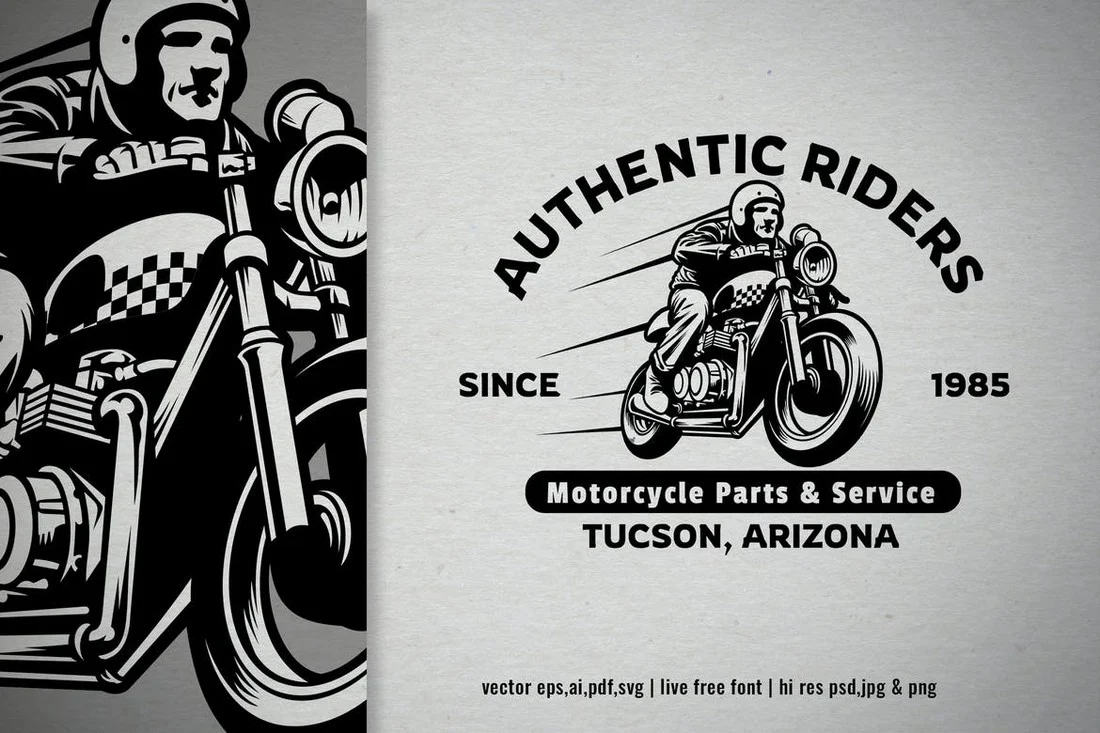 AUTHENTIC RIDERS
SINCE
1985
Motorcycle Parts & Service
TUCSON, ARIZONA
vector eps,ai,pdf,svg | live free font | hi res psd,jpg & png